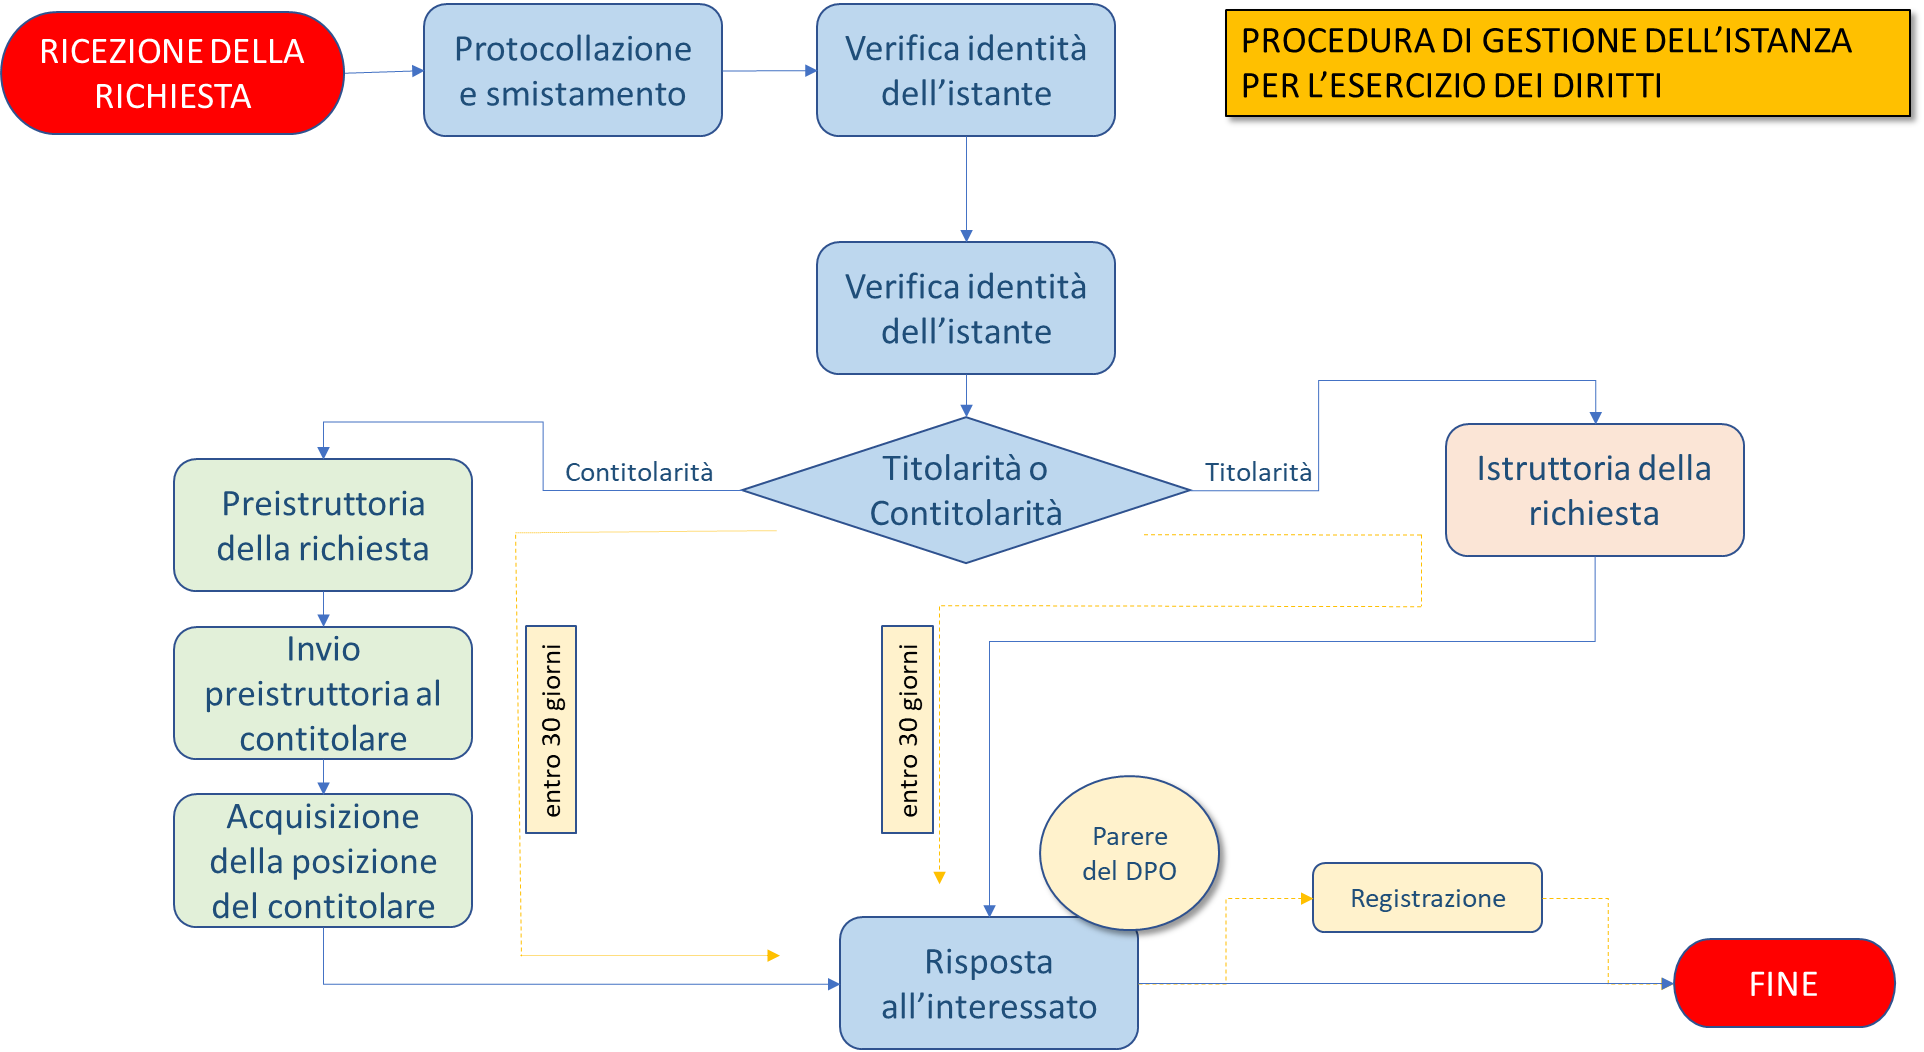 RICEZIONE DELLA
RICHIESTA
Protocollazione
e smistamento
Verifica identità
dell’istante
PROCEDURA DI GESTIONE DELL’ISTANZA
PER L’ESERCIZIO DEI DIRITTI
Verifica identità
dell’istante
Titolarità o
Contitolarità
Contitolarità
Titolarità
Preistruttoria
della richiesta
Istruttoria della
richiesta
Invio
preistruttoria al
contitolare
entro 30 giorni
entro 30 giorni
Acquisizione
della posizione
del contitolare
Parere
del DPO
Registrazione
Risposta
all’interessato
FINE